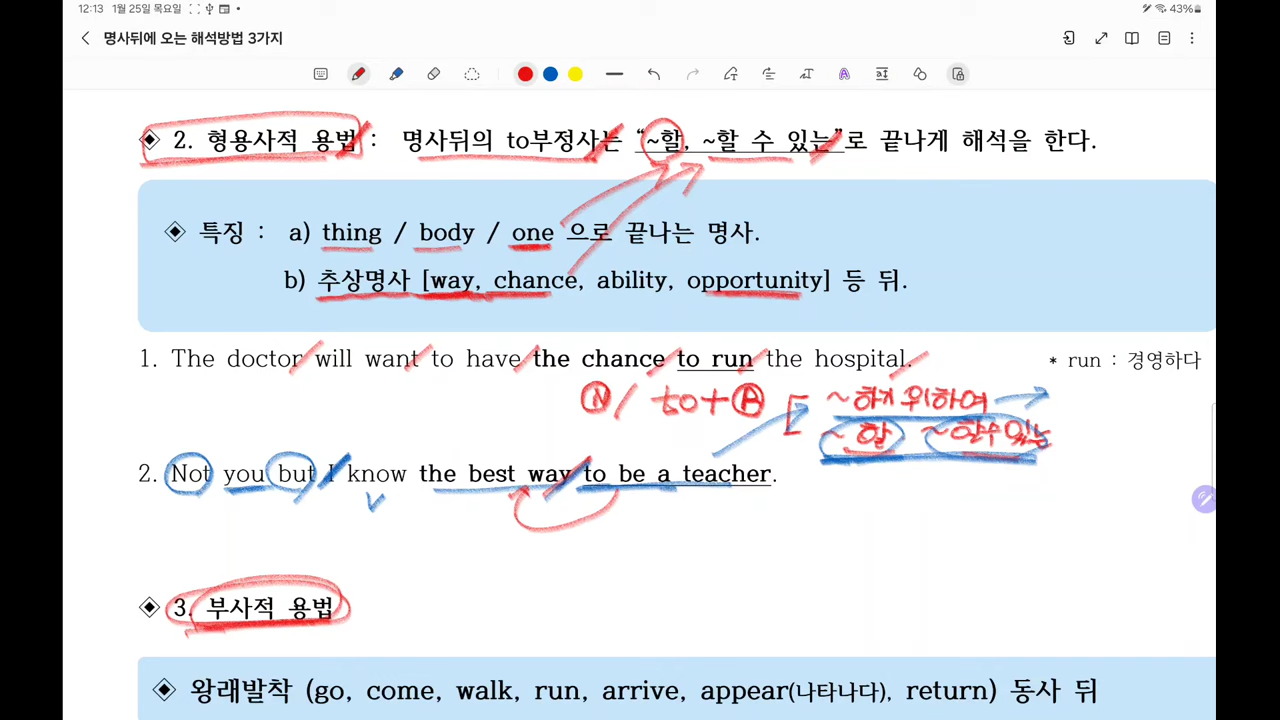 12:13 1월 25일 목요일 43%
명사뒤에 오는 해석방법 3가지
◈ 2. 형용사적 용법 : 명사뒤의 to부정사는 “~할, ~할 수 있는”로 끝나게 해석을 한다.
◈ 특징 : a) thing / body / one 으로 끝나는 명사.
b) 추상명사 [way, chance, ability, opportunity] 등 뒤.
1. The doctor will want to have the chance to run the hospital. * run : 경영하다
N / to+R [ ~하기 위하여
~할 ~할수 있는
2. Not you but I know the best way to be a teacher.
V
◈ 3. 부사적 용법
◈ 왕래발착 (go, come, walk, run, arrive, appear(나타나다), return) 동사 뒤